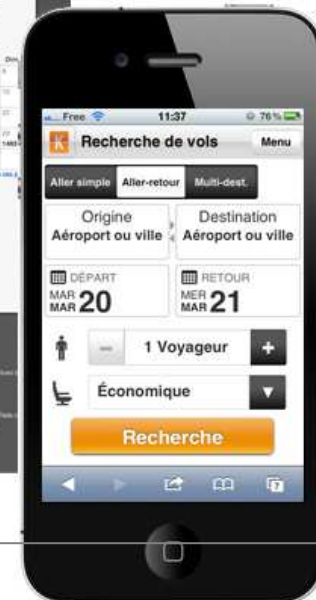 Free 11:37 76 %
K Recherche de vols Menu
Aller simple Aller-retour Multi-dest.
Origine Destination
Aéroport ou ville Aéroport ou ville
DÉPART RETOUR
MAR MAR 20 MER MAR 21
1 Voyageur +
Économique
Recherche
7